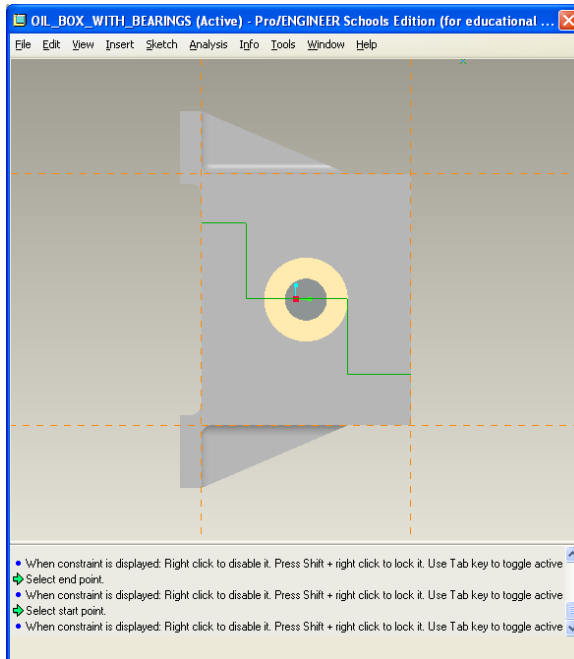 OIL_BOX_WITH_BEARINGS (Active) - Pro/ENGINEER Schools Edition (for educational ...
File Edit View Insert Sketch Analysis Info Tools Window Help
When constraint is displayed: Right click to disable it. Press Shift + right click to lock it. Use Tab key to toggle active
Select end point.
When constraint is displayed: Right click to disable it. Press Shift + right click to lock it. Use Tab key to toggle active
Select start point.
When constraint is displayed: Right click to disable it. Press Shift + right click to lock it. Use Tab key to toggle active